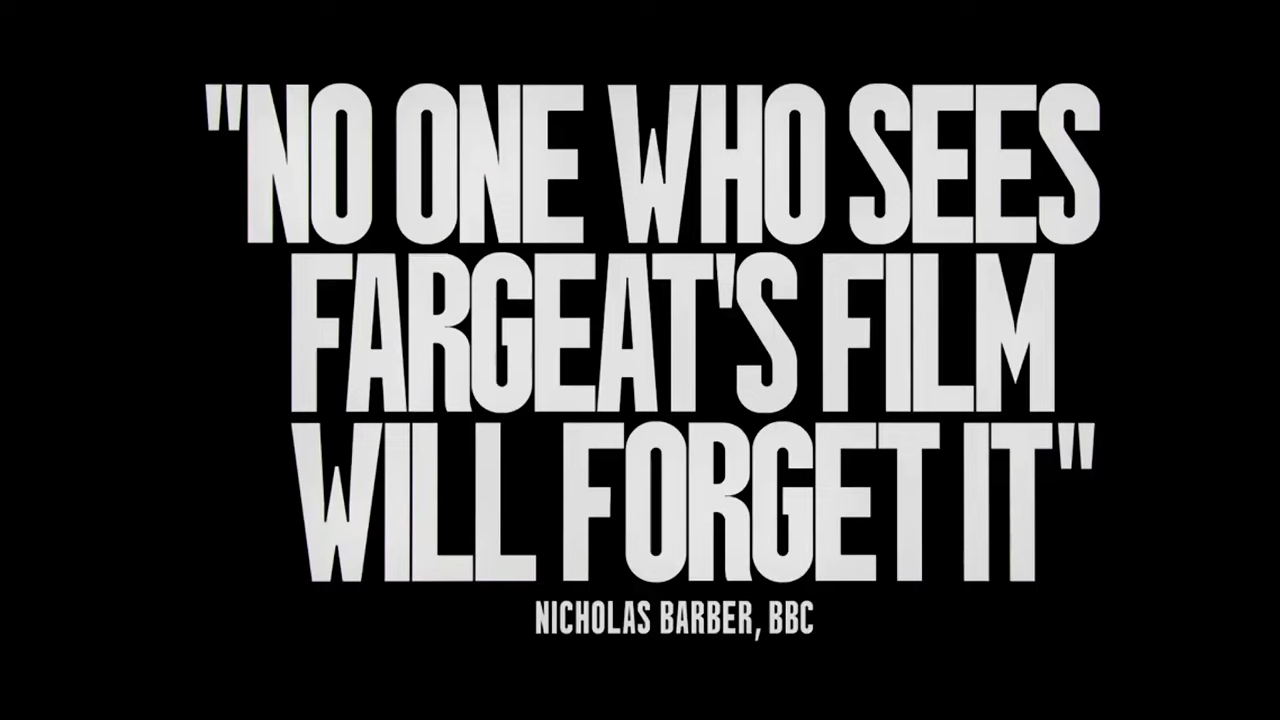 "NO ONE WHO SEES
FARGEAT'S FILM
WILL FORGET IT"
NICHOLAS BARBER, BBC